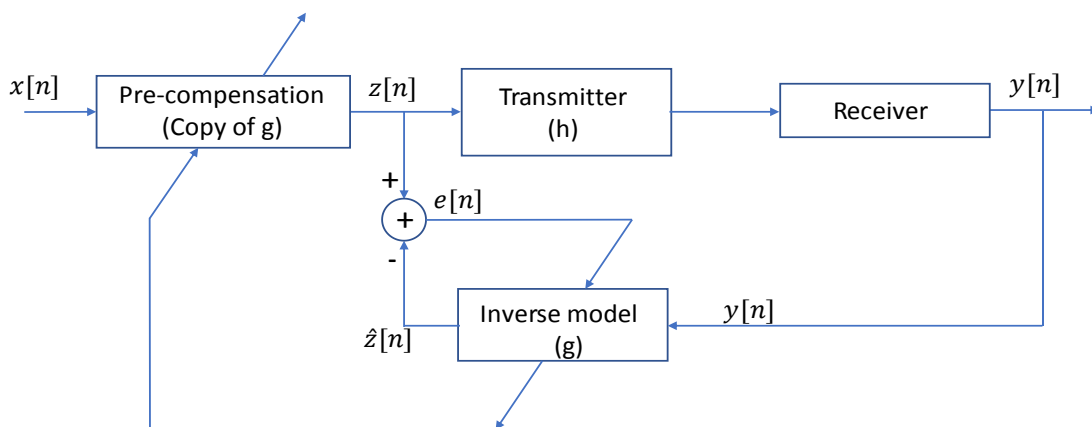 x[n]
Pre-compensation
(Copy of g)
z[n]
Transmitter
(h)
Receiver
y[n]
+
+
e[n]
-
ẑ[n]
Inverse model
(g)
y[n]